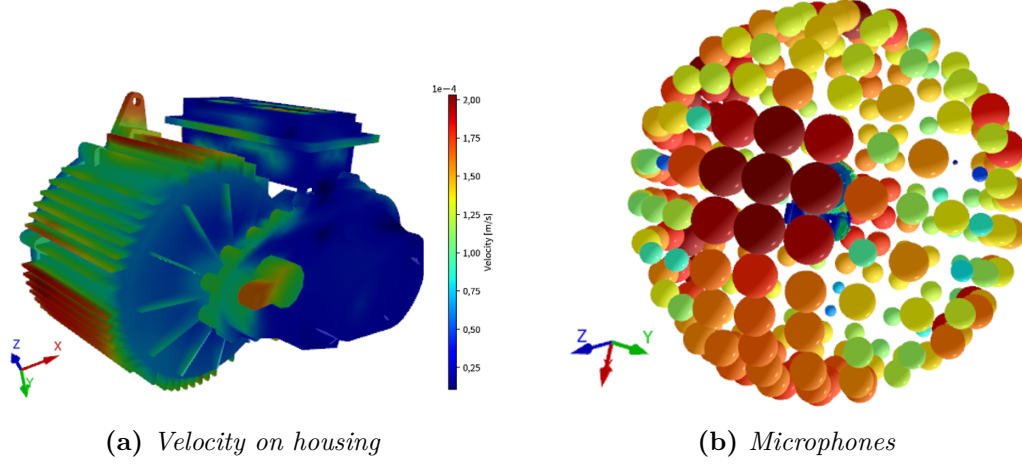 1e−4
2,00
1,75
1,50
1,25
1,00
0,75
0,50
0,25
Velocity [m/s]
Z
X
Y
Z
Y
X
(a) Velocity on housing
(b) Microphones